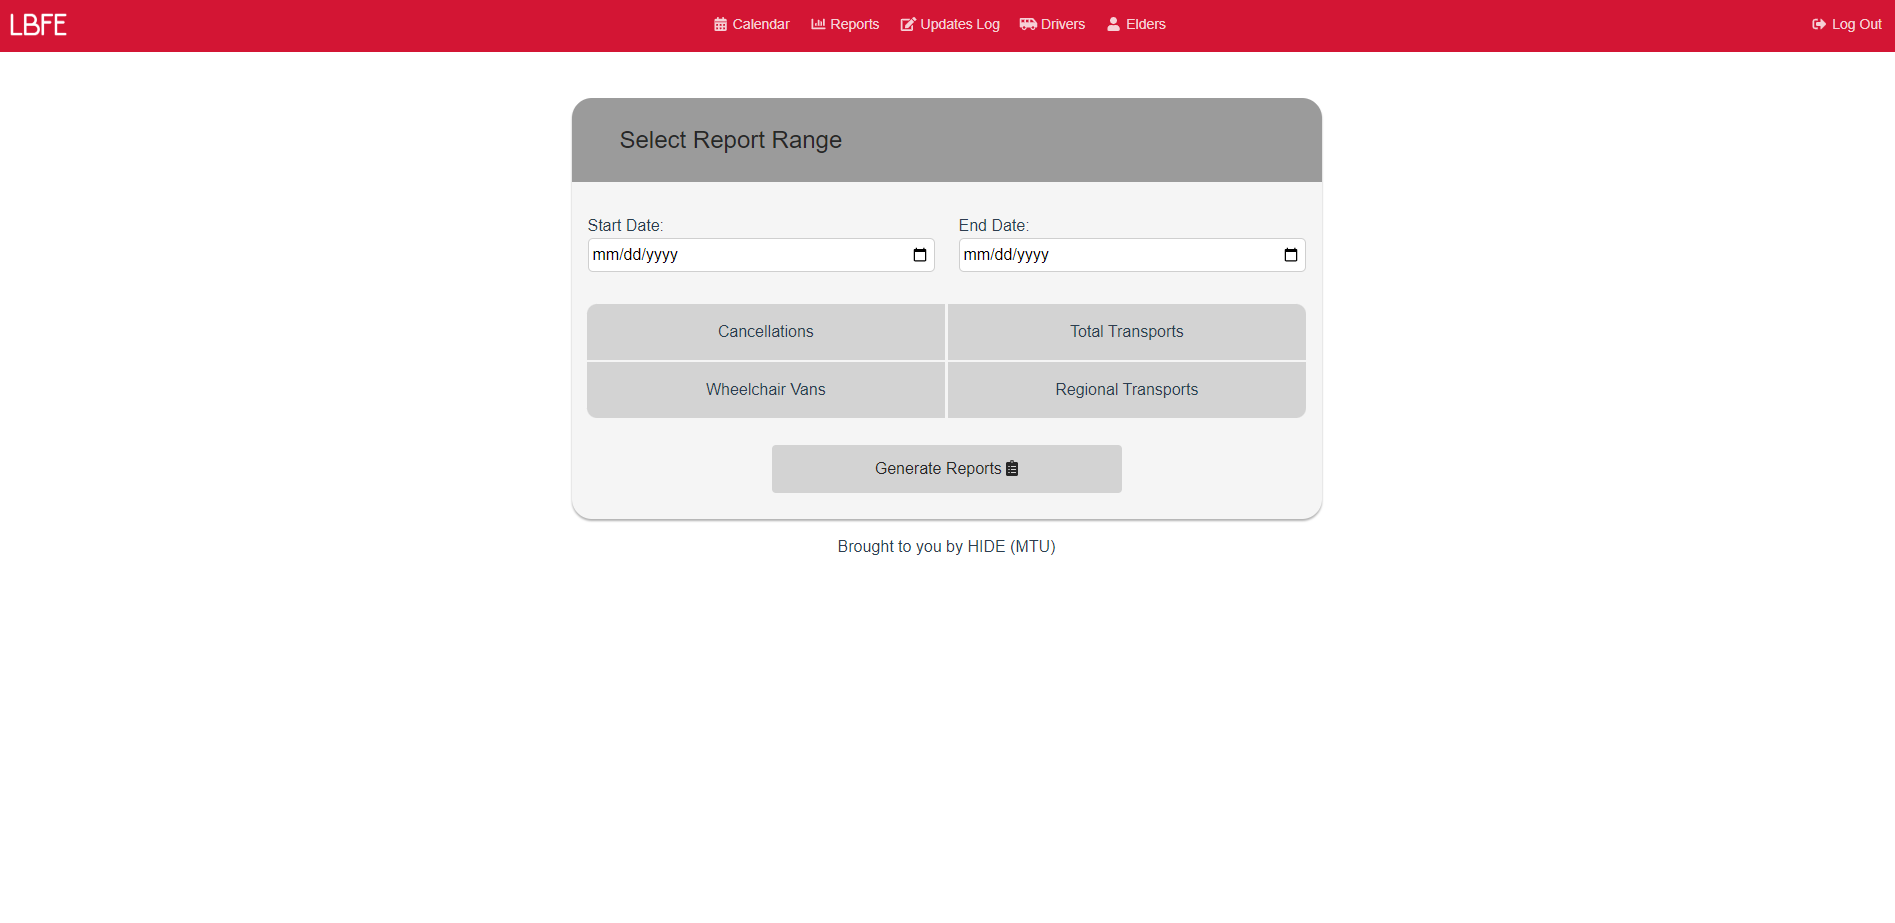 LBFE
Calendar Reports Updates Log Drivers Elders
Log Out
Select Report Range
Start Date: End Date:
mm/dd/yyyy mm/dd/yyyy
Cancellations Total Transports
Wheelchair Vans Regional Transports
Generate Reports
Brought to you by HIDE (MTU)